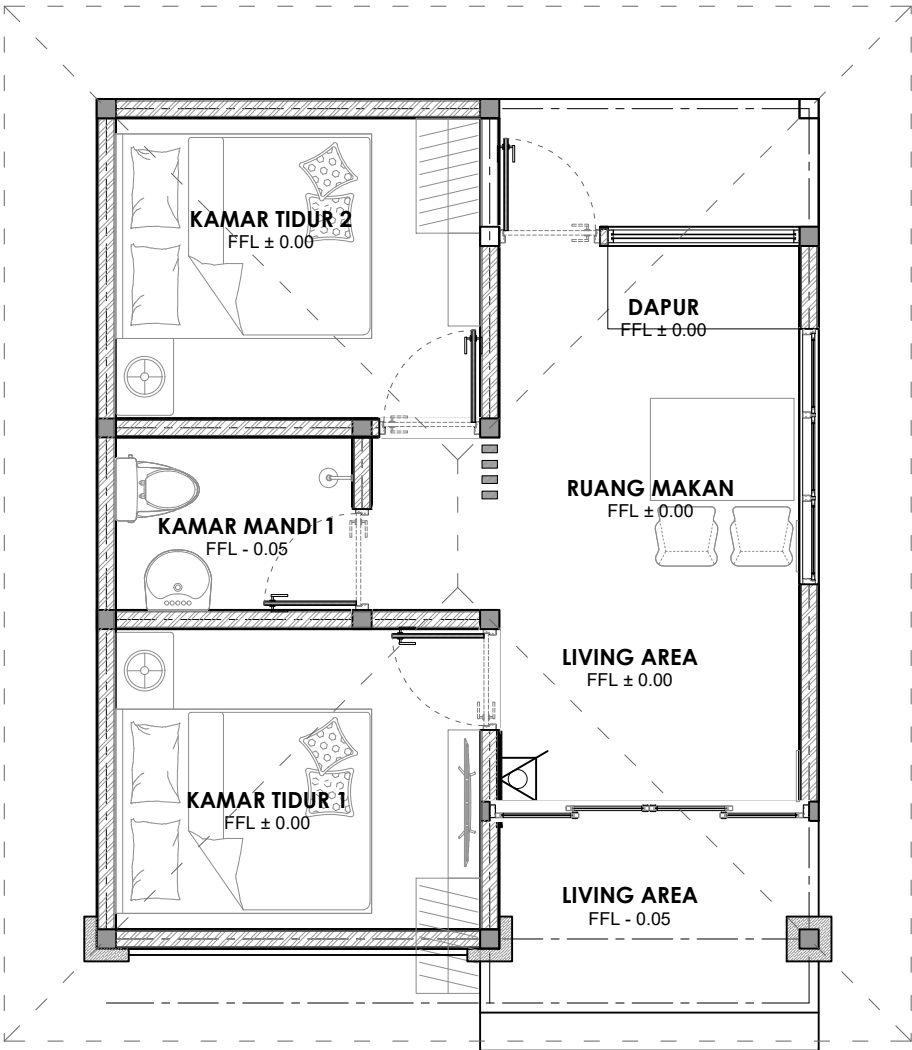 KAMAR TIDUR 2
FFL ± 0.00
DAPUR
FFL ± 0.00
RUANG MAKAN
FFL ± 0.00
KAMAR MANDI 1
FFL - 0.05
LIVING AREA
FFL ± 0.00
KAMAR TIDUR 1
FFL ± 0.00
LIVING AREA
FFL - 0.05